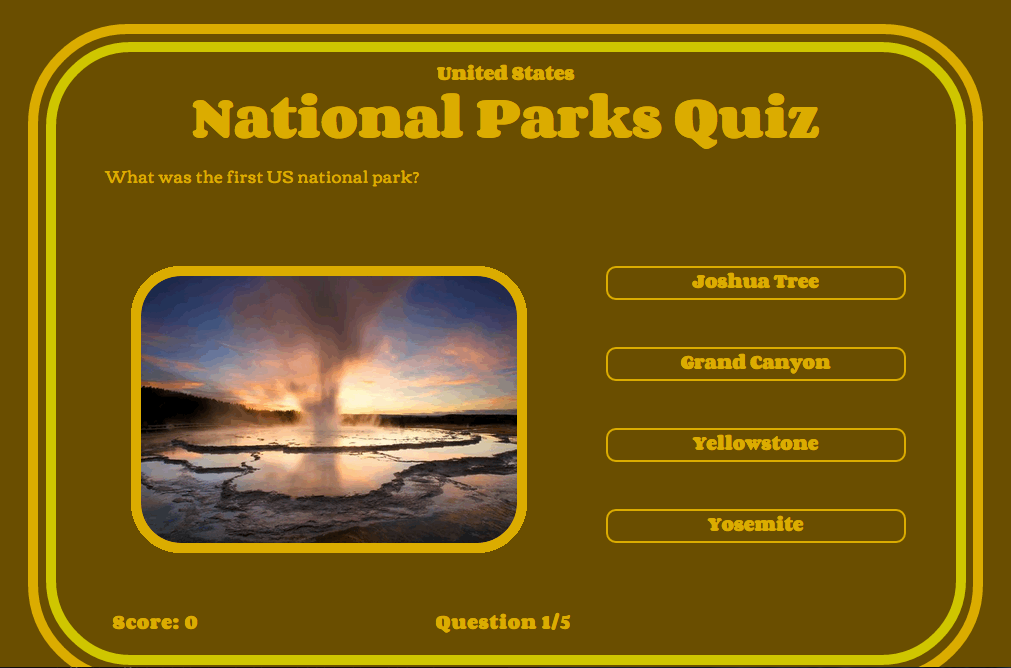 United States
National Parks Quiz
What was the first US national park?
Joshua Tree
Grand Canyon
Yellowstone
Yosemite
Score: 0
Question 1/5